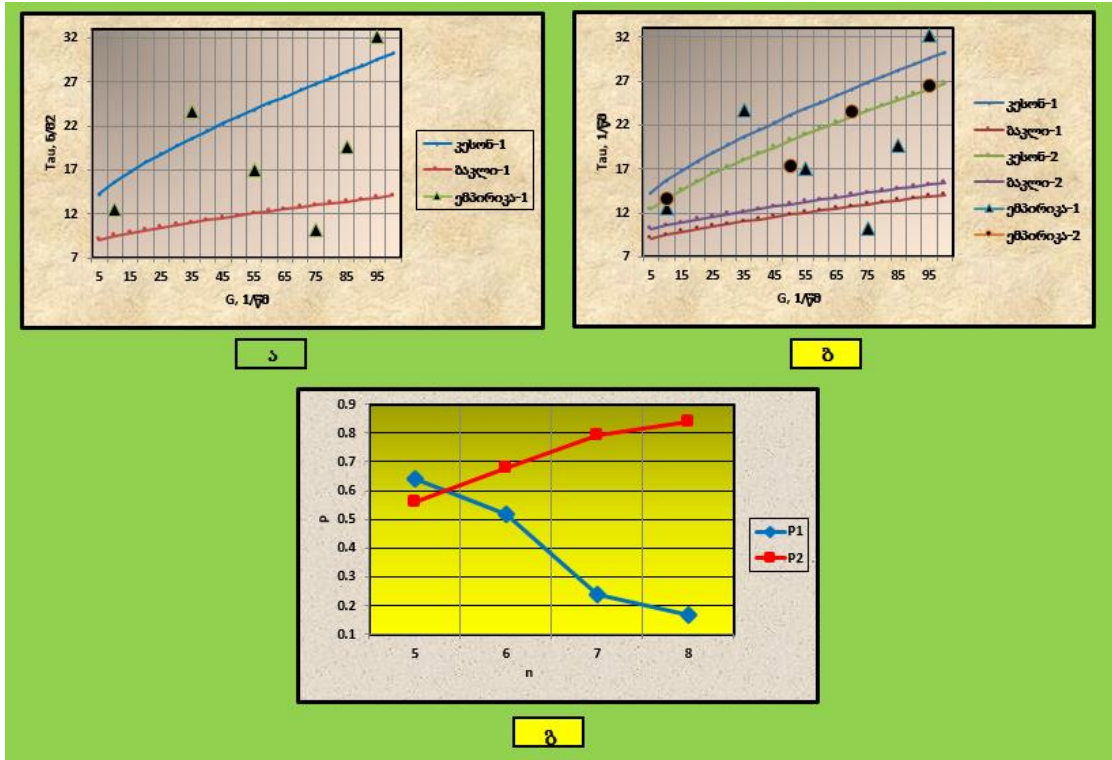 Tau, ნ/მ2
32
27
22
17
12
7
5 15 25 35 45 55 65 75 85 95
G, 1/წმ
კესონ-1
ბაკლი-1
ემპირიკა-1
ა
Tau, 1/წმ
32
27
22
17
12
7
5 15 25 35 45 55 65 75 85 95
G, 1/წმ
კესონ-1
ბაკლი-1
კესონ-2
ბაკლი-2
ემპირიკა-1
ემპირიკა-2
ბ
P
0.9
0.8
0.7
0.6
0.5
0.4
0.3
0.2
0.1
5 6 7 8
n
P1
P2
გ